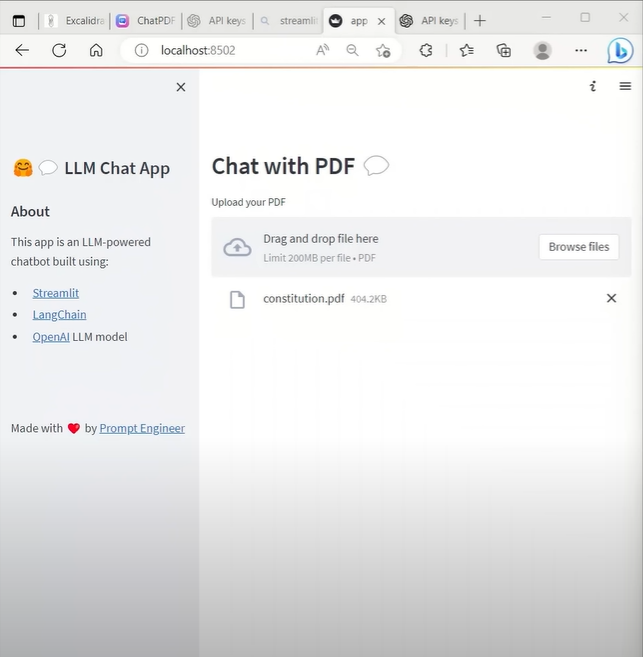 Excalidra
ChatPDF
API keys
streamli
app
API keys
localhost:8502
LLM Chat App
About
This app is an LLM-powered
chatbot built using:
• Streamlit
• LangChain
• OpenAI LLM model
Made with ❤️ by Prompt Engineer
Chat with PDF
Upload your PDF
Drag and drop file here
Limit 200MB per file • PDF
Browse files
constitution.pdf 404.2KB